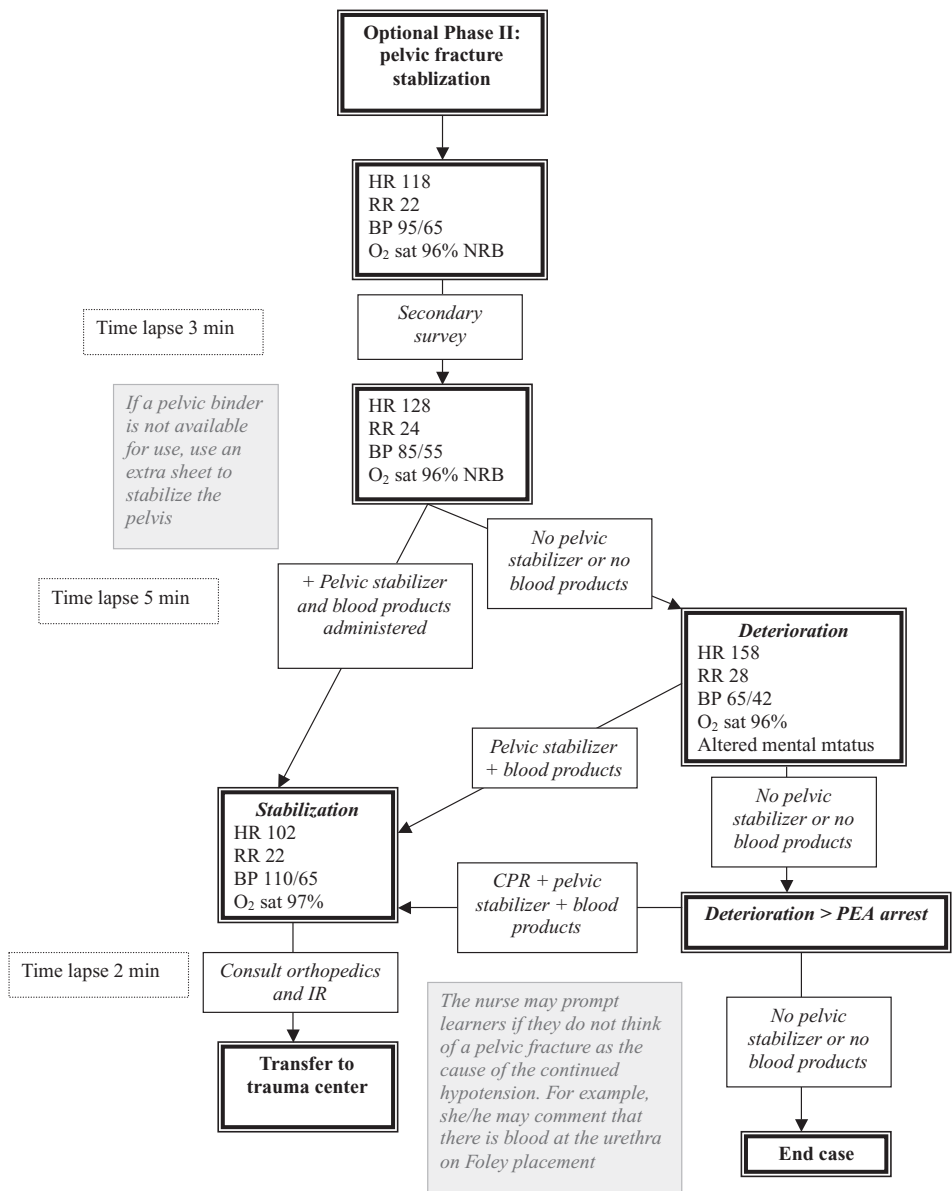 Optional Phase II:
pelvic fracture
stablization
HR 118
RR 22
BP 95/65
O₂ sat 96% NRB
Time lapse 3 min
Secondary
survey
If a pelvic binder
is not available
for use, use an
extra sheet to
stabilize the
pelvis
HR 128
RR 24
BP 85/55
O₂ sat 96% NRB
No pelvic
stabilizer or no
blood products
Time lapse 5 min
+ Pelvic stabilizer
and blood products
administered
Deterioration
HR 158
RR 28
BP 65/42
O₂ sat 96%
Altered mental mtatus
Pelvic stabilizer
+ blood products
No pelvic
stabilizer or no
blood products
Stabilization
HR 102
RR 22
BP 110/65
O₂ sat 97%
CPR + pelvic
stabilizer + blood
products
Deterioration > PEA arrest
Time lapse 2 min
Consult orthopedics
and IR
The nurse may prompt
learners if they do not think
of a pelvic fracture as the
cause of the continued
hypotension. For example,
she/he may comment that
there is blood at the urethra
on Foley placement
No pelvic
stabilizer or no
blood products
Transfer to
trauma center
End case